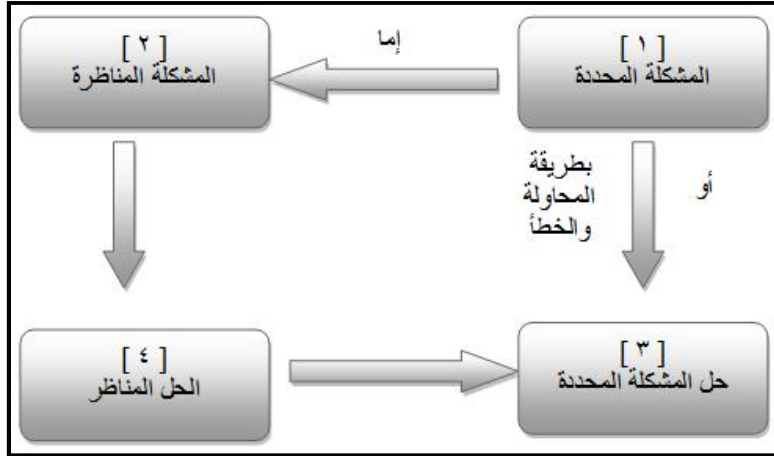 [ ١ ]
المشكلة المحددة
إما
[ ٢ ]
المشكلة المناظرة
أو
بطريقة
المحاولة
والخطأ
[ ٣ ]
حل المشكلة المحددة
[ ٤ ]
الحل المناظر